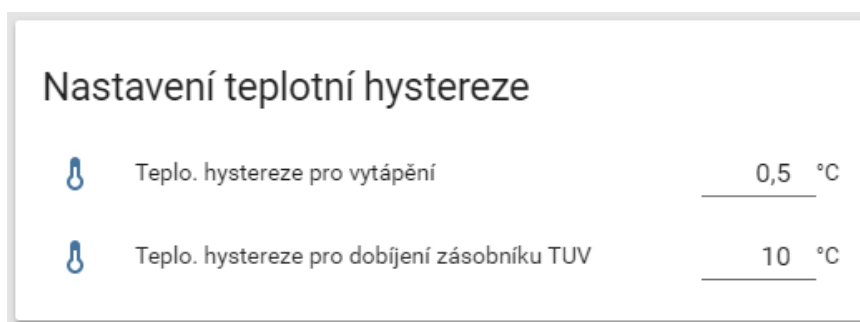 Nastavení teplotní hystereze
Teplo. hystereze pro vytápění 0,5 °C
Teplo. hystereze pro dobíjení zásobníku TUV 10 °C